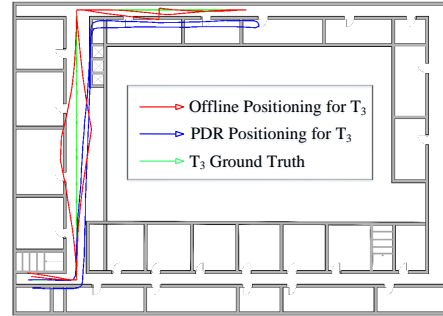 Offline Positioning for T₃
PDR Positioning for T₃
T₃ Ground Truth